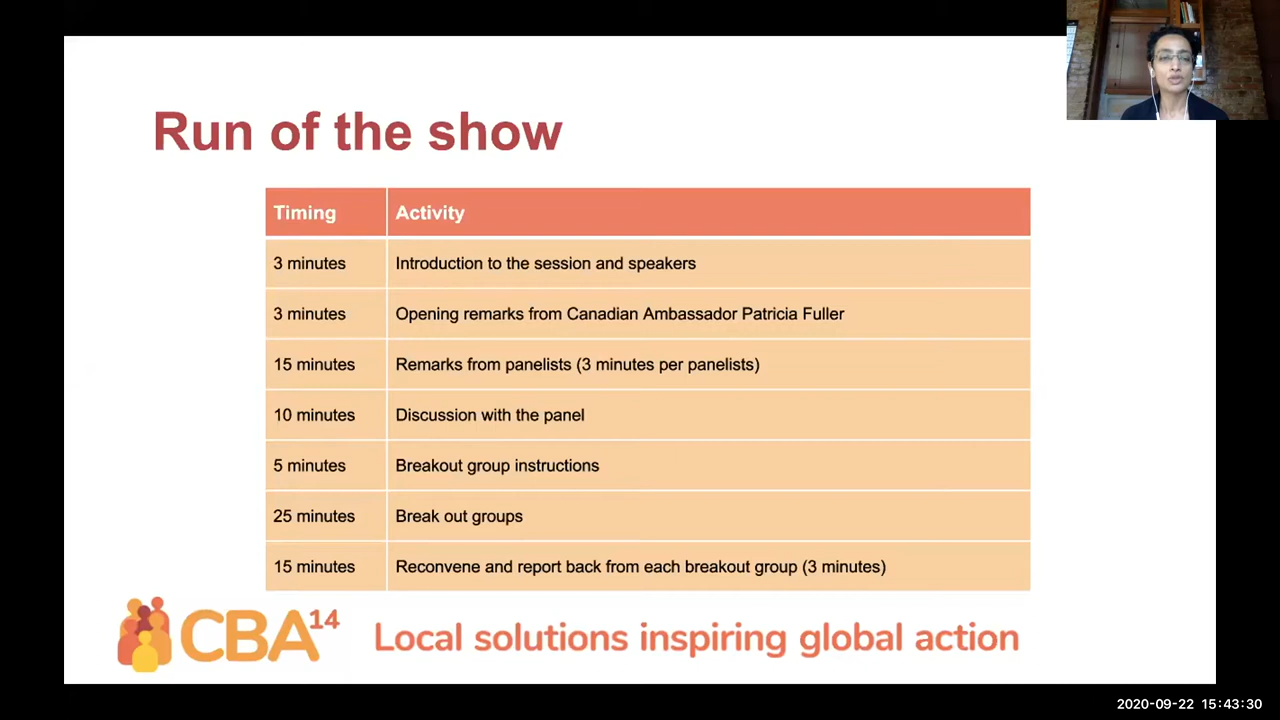 Run of the show
Timing Activity
3 minutes Introduction to the session and speakers
3 minutes Opening remarks from Canadian Ambassador Patricia Fuller
15 minutes Remarks from panelists (3 minutes per panelists)
10 minutes Discussion with the panel
5 minutes Breakout group instructions
25 minutes Break out groups
15 minutes Reconvene and report back from each breakout group (3 minutes)
CBA14 Local solutions inspiring global action
2020-09-22 15:43:30